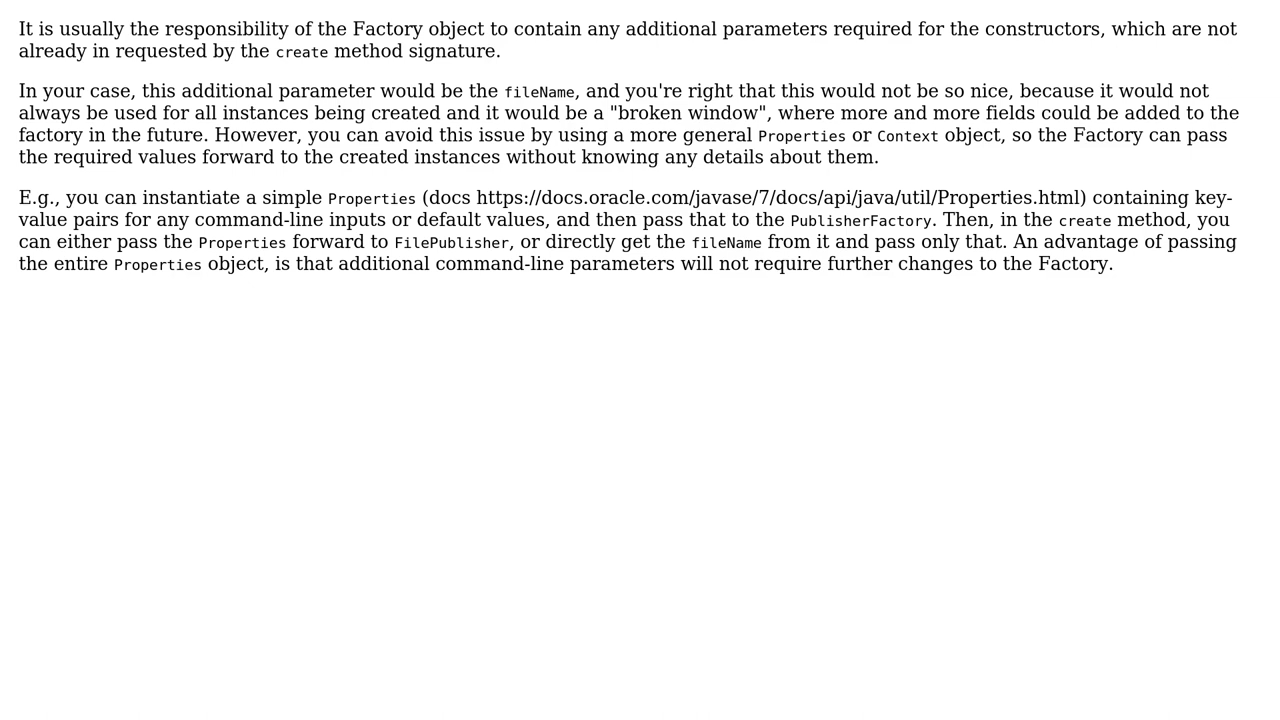 It is usually the responsibility of the Factory object to contain any additional parameters required for the constructors, which are not
already in requested by the create method signature.
In your case, this additional parameter would be the fileName, and you're right that this would not be so nice, because it would not
always be used for all instances being created and it would be a "broken window", where more and more fields could be added to the
factory in the future. However, you can avoid this issue by using a more general Properties or Context object, so the Factory can pass
the required values forward to the created instances without knowing any details about them.
E.g., you can instantiate a simple Properties (docs https://docs.oracle.com/javase/7/docs/api/java/util/Properties.html) containing key-
value pairs for any command-line inputs or default values, and then pass that to the PublisherFactory. Then, in the create method, you
can either pass the Properties forward to FilePublisher, or directly get the fileName from it and pass only that. An advantage of passing
the entire Properties object, is that additional command-line parameters will not require further changes to the Factory.